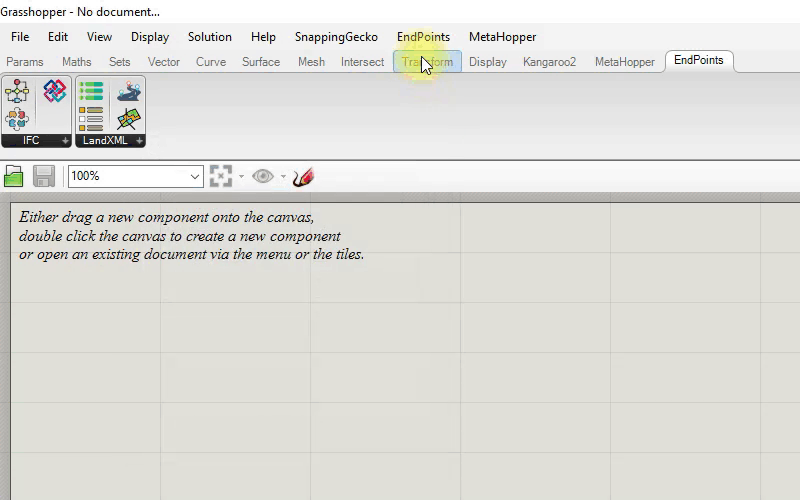 Grasshopper - No document...
File Edit View Display Solution Help SnappingGecko EndPoints MetaHopper
Params Maths Sets Vector Curve Surface Mesh Intersect Transform Display Kangaroo2 MetaHopper EndPoints
IFC + LandXML +
100%
Either drag a new component onto the canvas,
double click the canvas to create a new component
or open an existing document via the menu or the tiles.